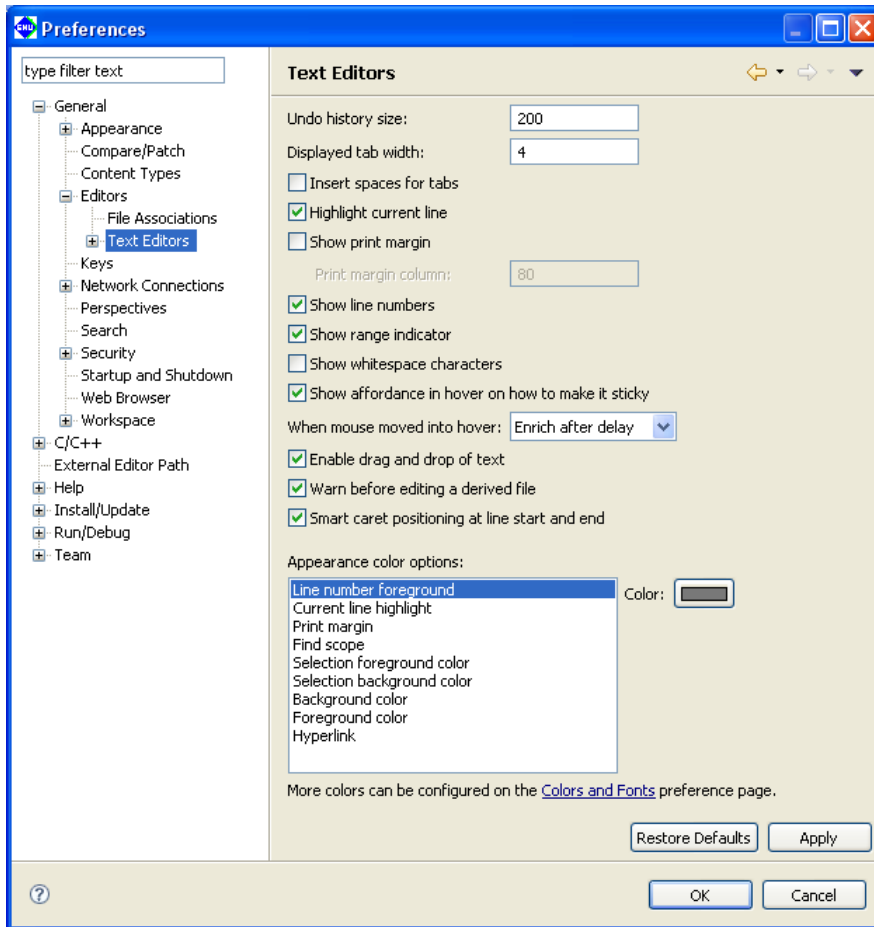 GNU Preferences
type filter text
General
Appearance
Compare/Patch
Content Types
Editors
File Associations
Text Editors
Keys
Network Connections
Perspectives
Search
Security
Startup and Shutdown
Web Browser
Workspace
C/C++
External Editor Path
Help
Install/Update
Run/Debug
Team
Text Editors
Undo history size: 200
Displayed tab width: 4
Insert spaces for tabs
Highlight current line
Show print margin
Print margin column: 80
Show line numbers
Show range indicator
Show whitespace characters
Show affordance in hover on how to make it sticky
When mouse moved into hover: Enrich after delay
Enable drag and drop of text
Warn before editing a derived file
Smart caret positioning at line start and end
Appearance color options:
Line number foreground
Current line highlight
Print margin
Find scope
Selection foreground color
Selection background color
Background color
Foreground color
Hyperlink
Color:
More colors can be configured on the Colors and Fonts preference page.
Restore Defaults Apply
? OK Cancel